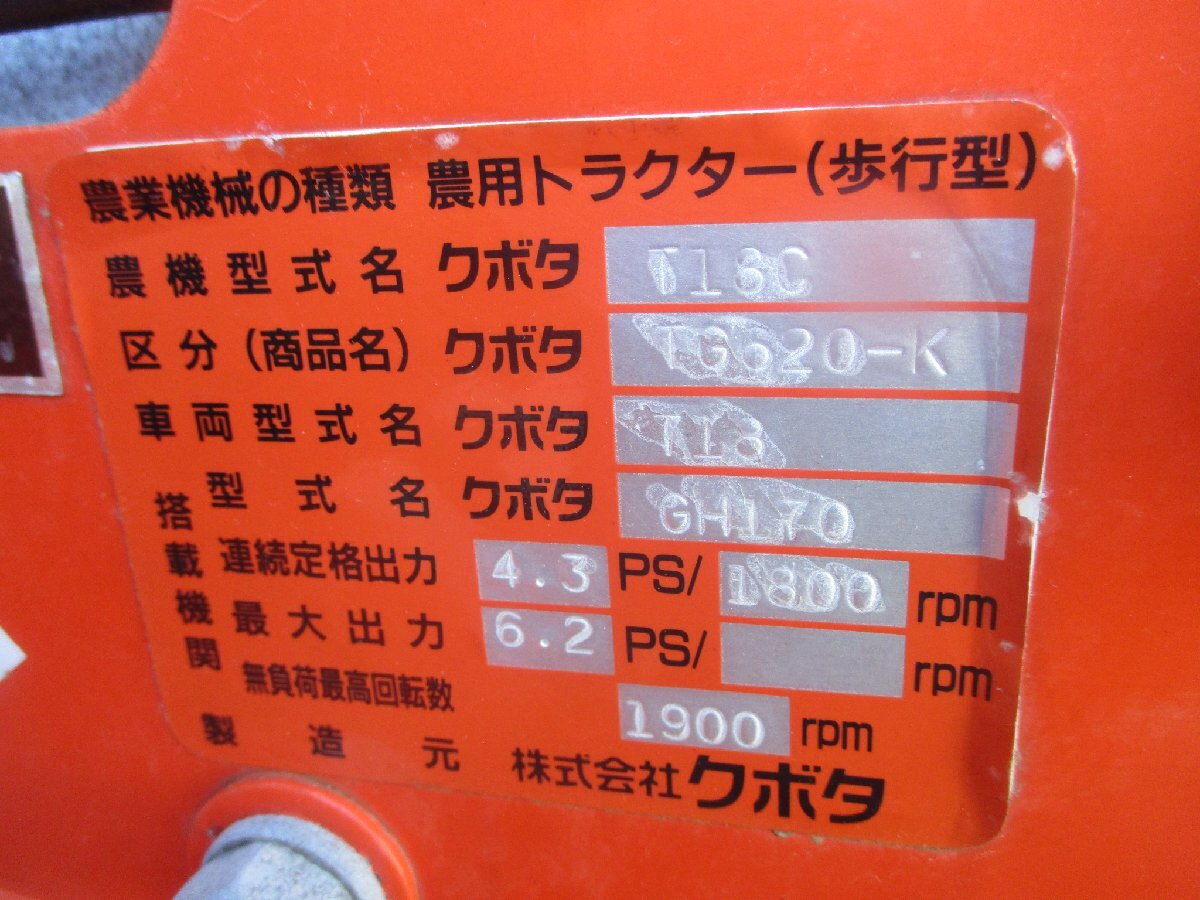 農業機械の種類 農用トラクター(歩行型)
農機型式名 クボタ T18C
区分(商品名) クボタ TG620-K
車両型式名 クボタ T18
搭載機関
型式名 クボタ GH170
連続定格出力 4.3 PS/ 1800 rpm
最大出力 6.2 PS/ rpm
無負荷最高回転数 1900 rpm
製造元 株式会社クボタ